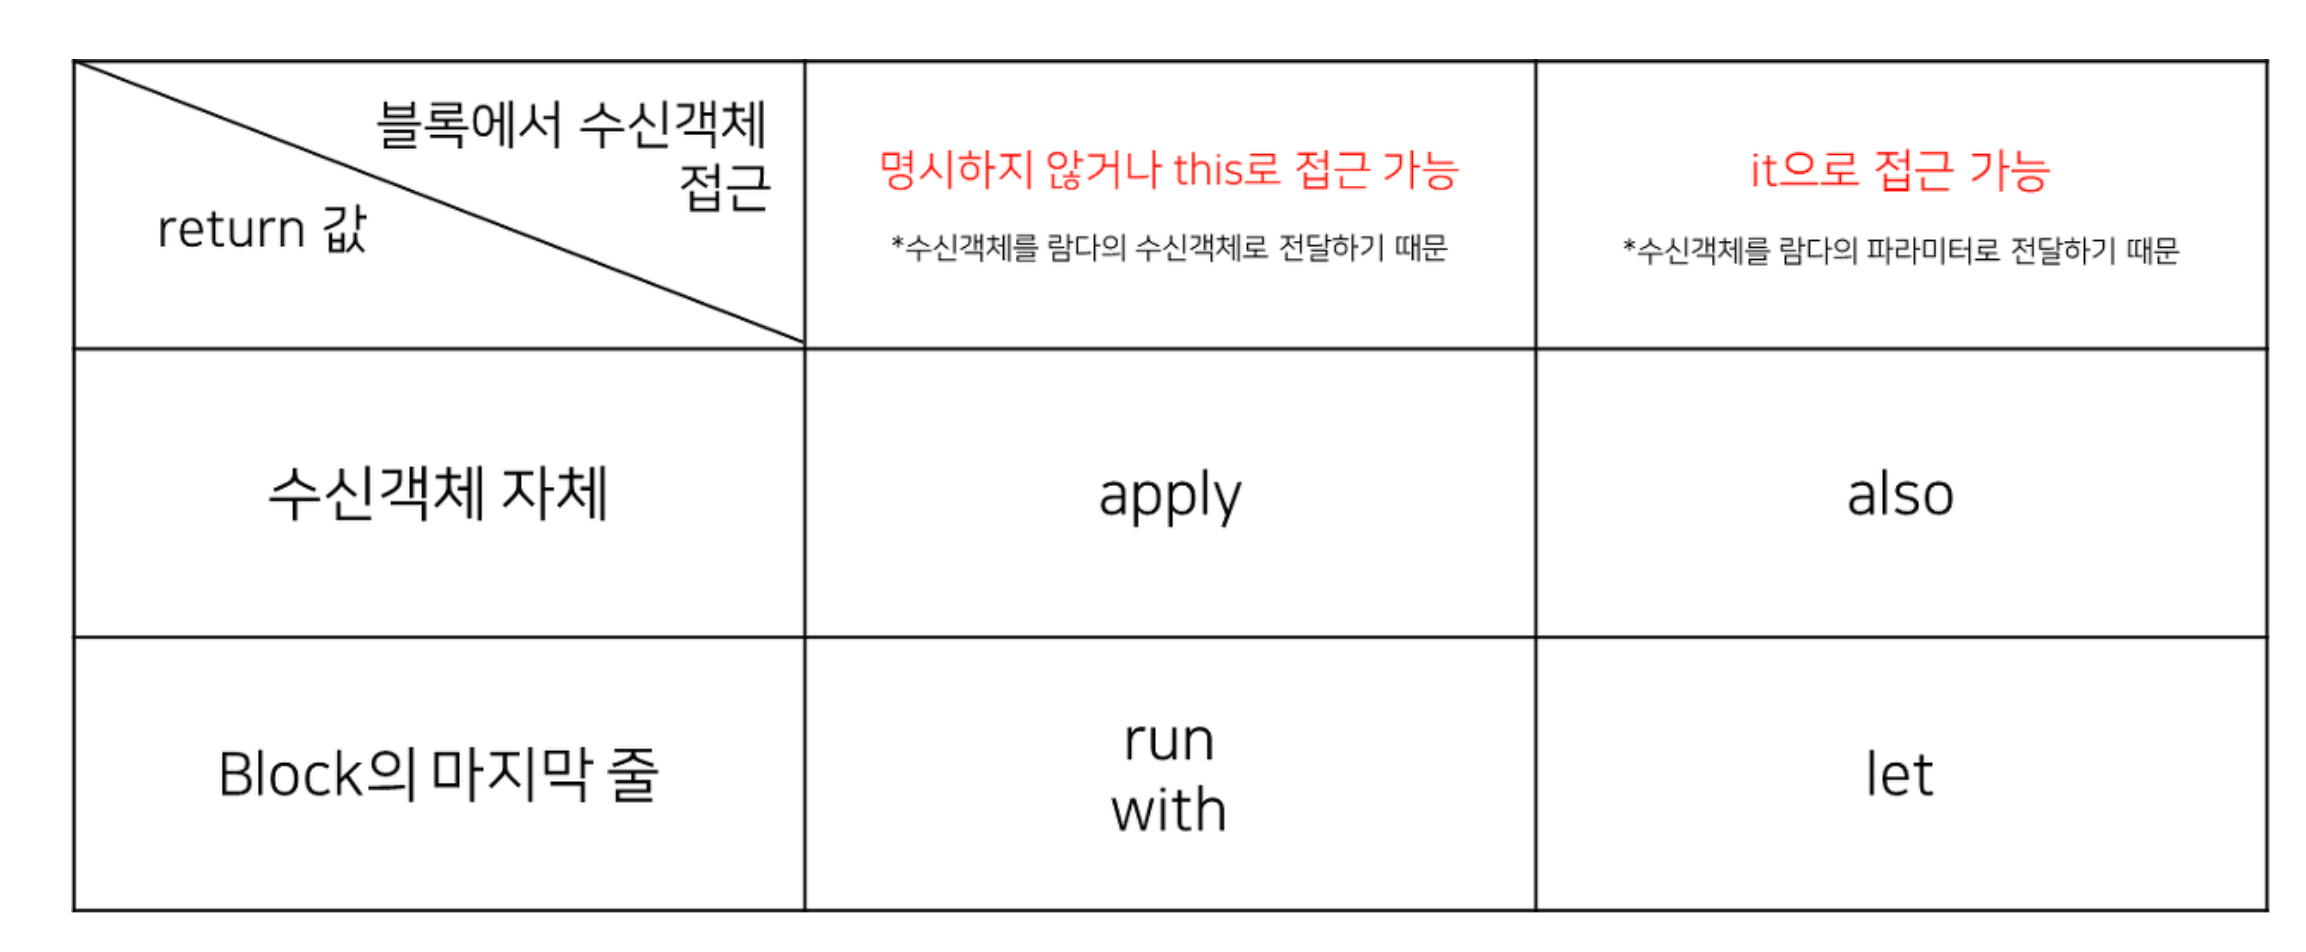 블록에서 수신객체
접근
return 값
명시하지 않거나 this로 접근 가능
*수신객체를 람다의 수신객체로 전달하기 때문
it으로 접근 가능
*수신객체를 람다의 파라미터로 전달하기 때문
수신객체 자체
apply
also
Block의 마지막 줄
run
with
let